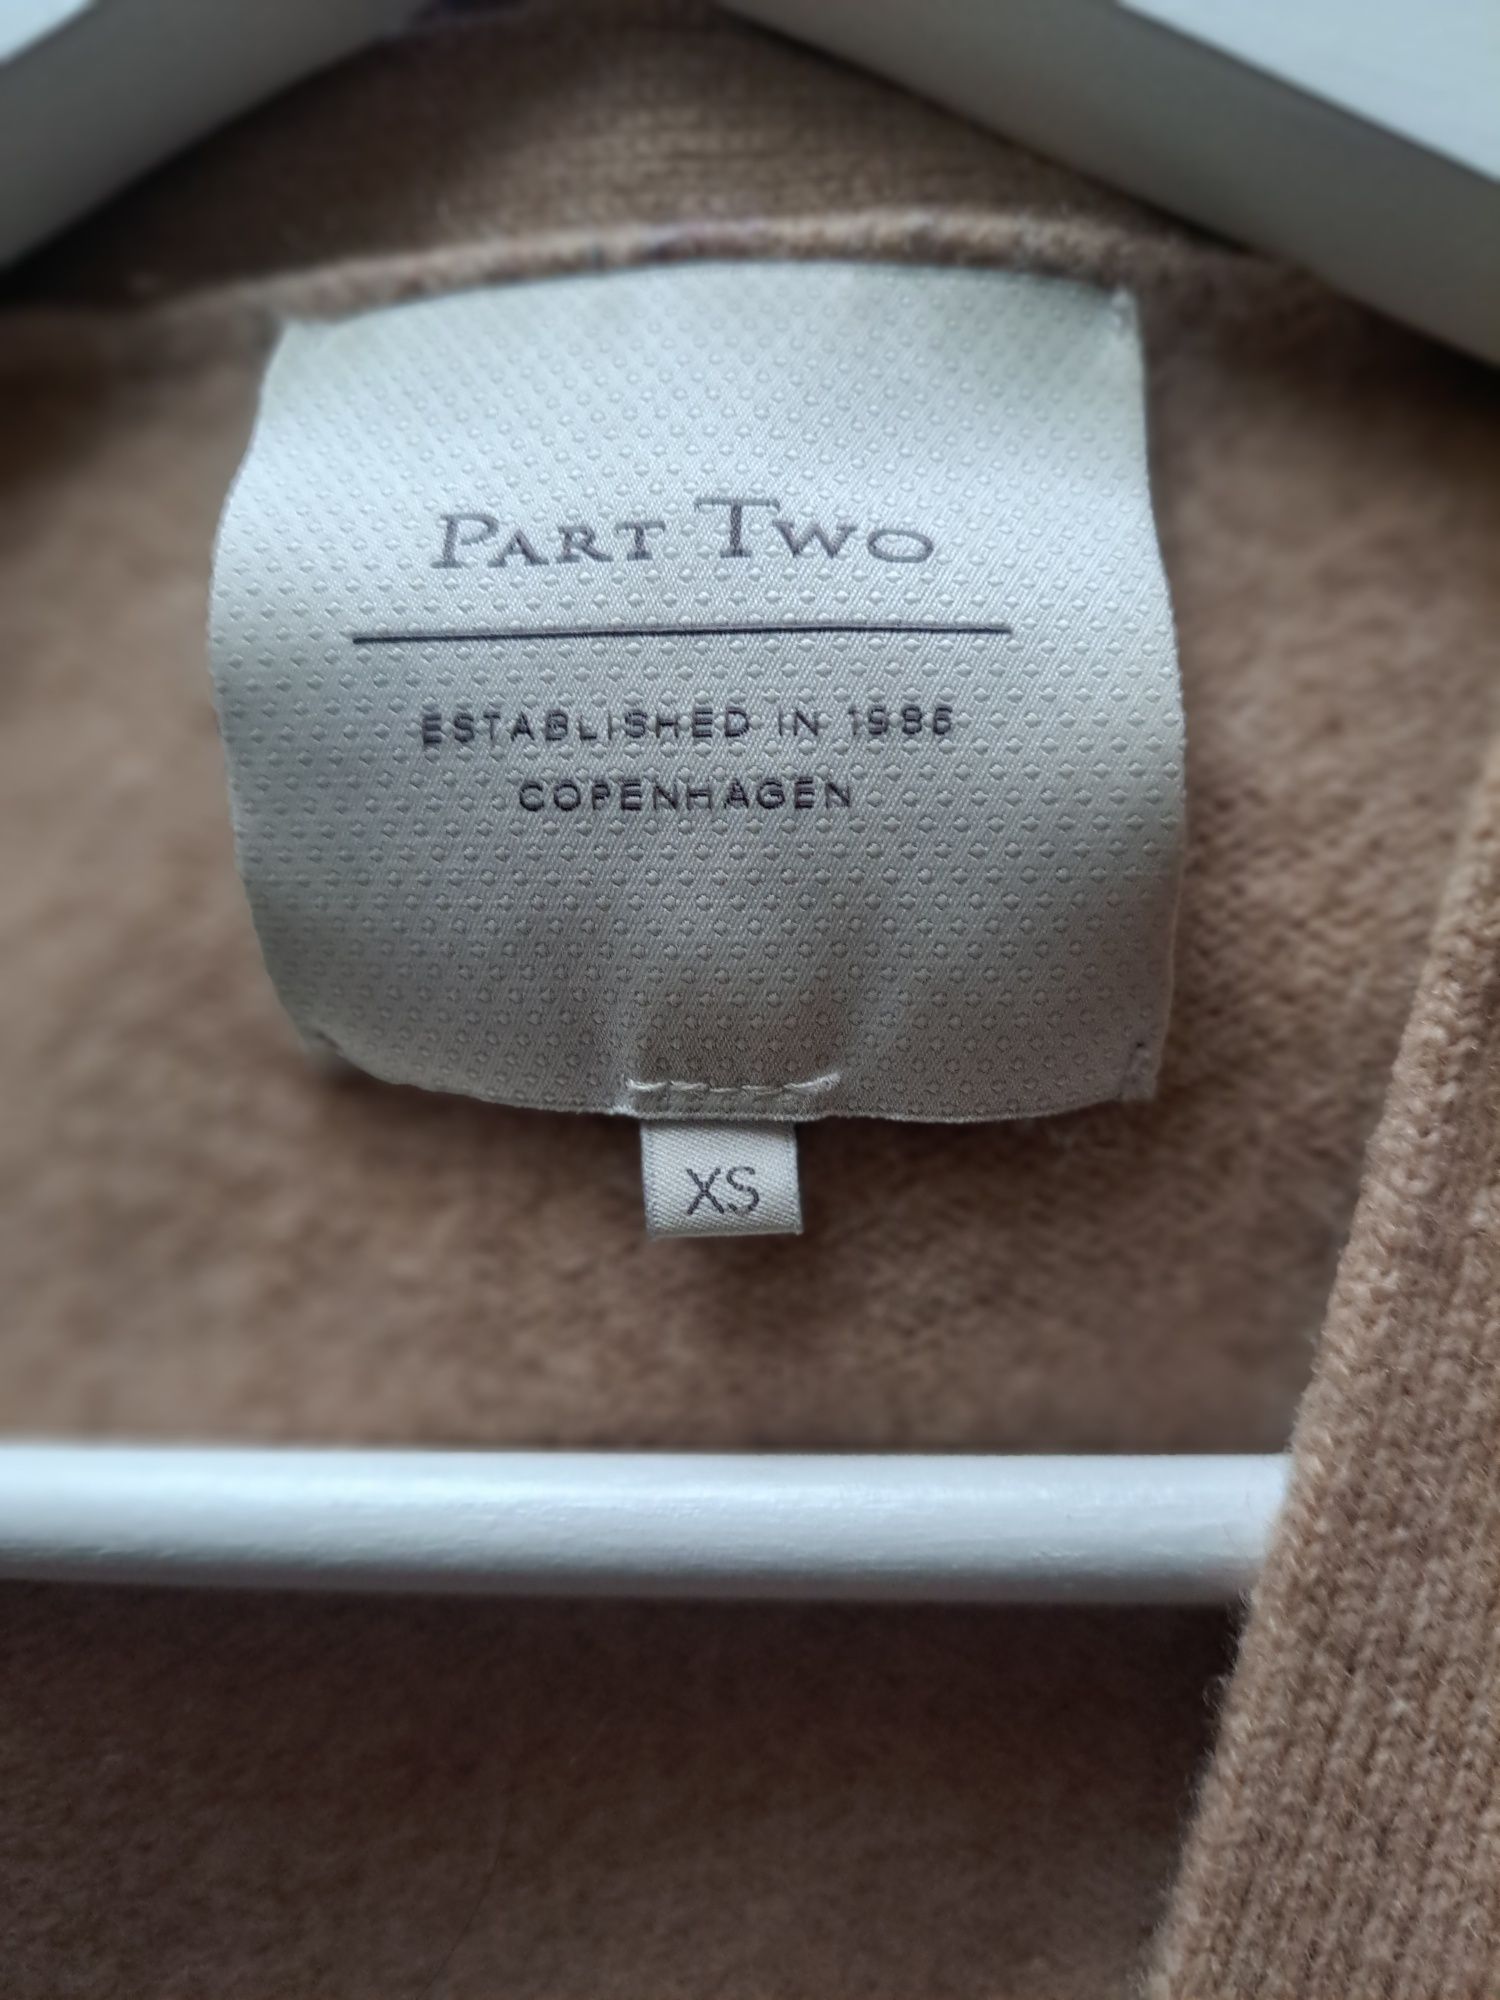 PART TWO
ESTABLISHED IN 1986
COPENHAGEN
XS